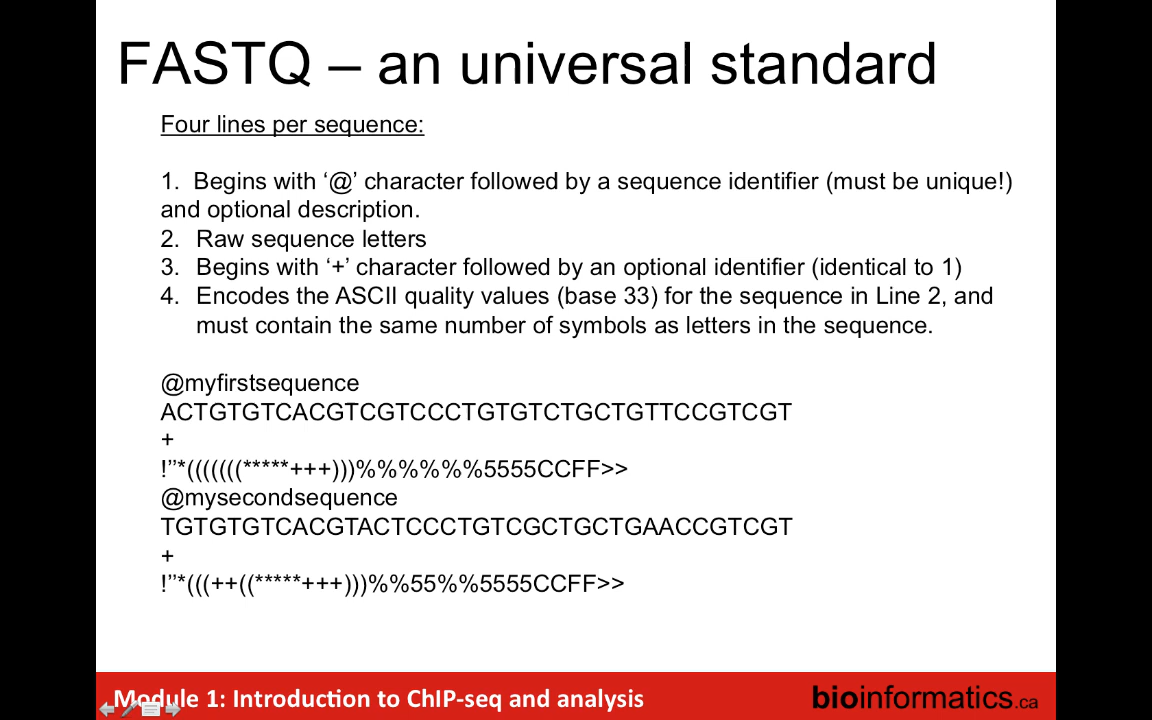 FASTQ – an universal standard
Four lines per sequence:
1. Begins with ‘@’ character followed by a sequence identifier (must be unique!)
and optional description.
2. Raw sequence letters
3. Begins with ‘+’ character followed by an optional identifier (identical to 1)
4. Encodes the ASCII quality values (base 33) for the sequence in Line 2, and
must contain the same number of symbols as letters in the sequence.
@myfirstsequence
ACTGTGTCACGTCGTCCCTGTGTCTGCTGTTCCGTCGT
+
!’’*(((((((*****+++)))%%%%%%5555CCFF>>
@mysecondsequence
TGTGTGTCACGTACTCCCTGTCGCTGCTGAACCGTCGT
+
!’’*(((++((*****+++)))%%55%%5555CCFF>>
Module 1: Introduction to ChIP-seq and analysis
bioinformatics.ca